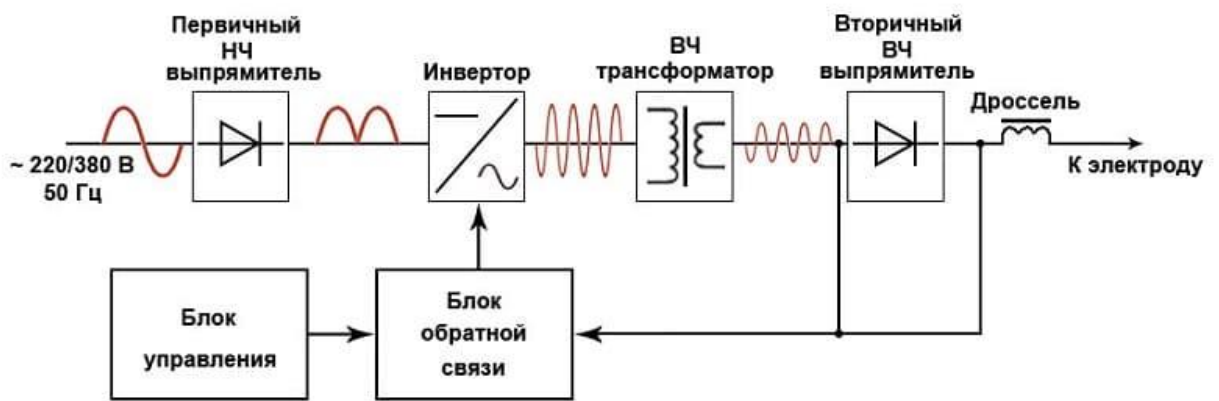 Первичный
НЧ
выпрямитель
Инвертор
ВЧ
трансформатор
Вторичный
ВЧ
выпрямитель
Дроссель
~ 220/380 В
50 Гц
К электроду
Блок
управления
Блок
обратной
связи